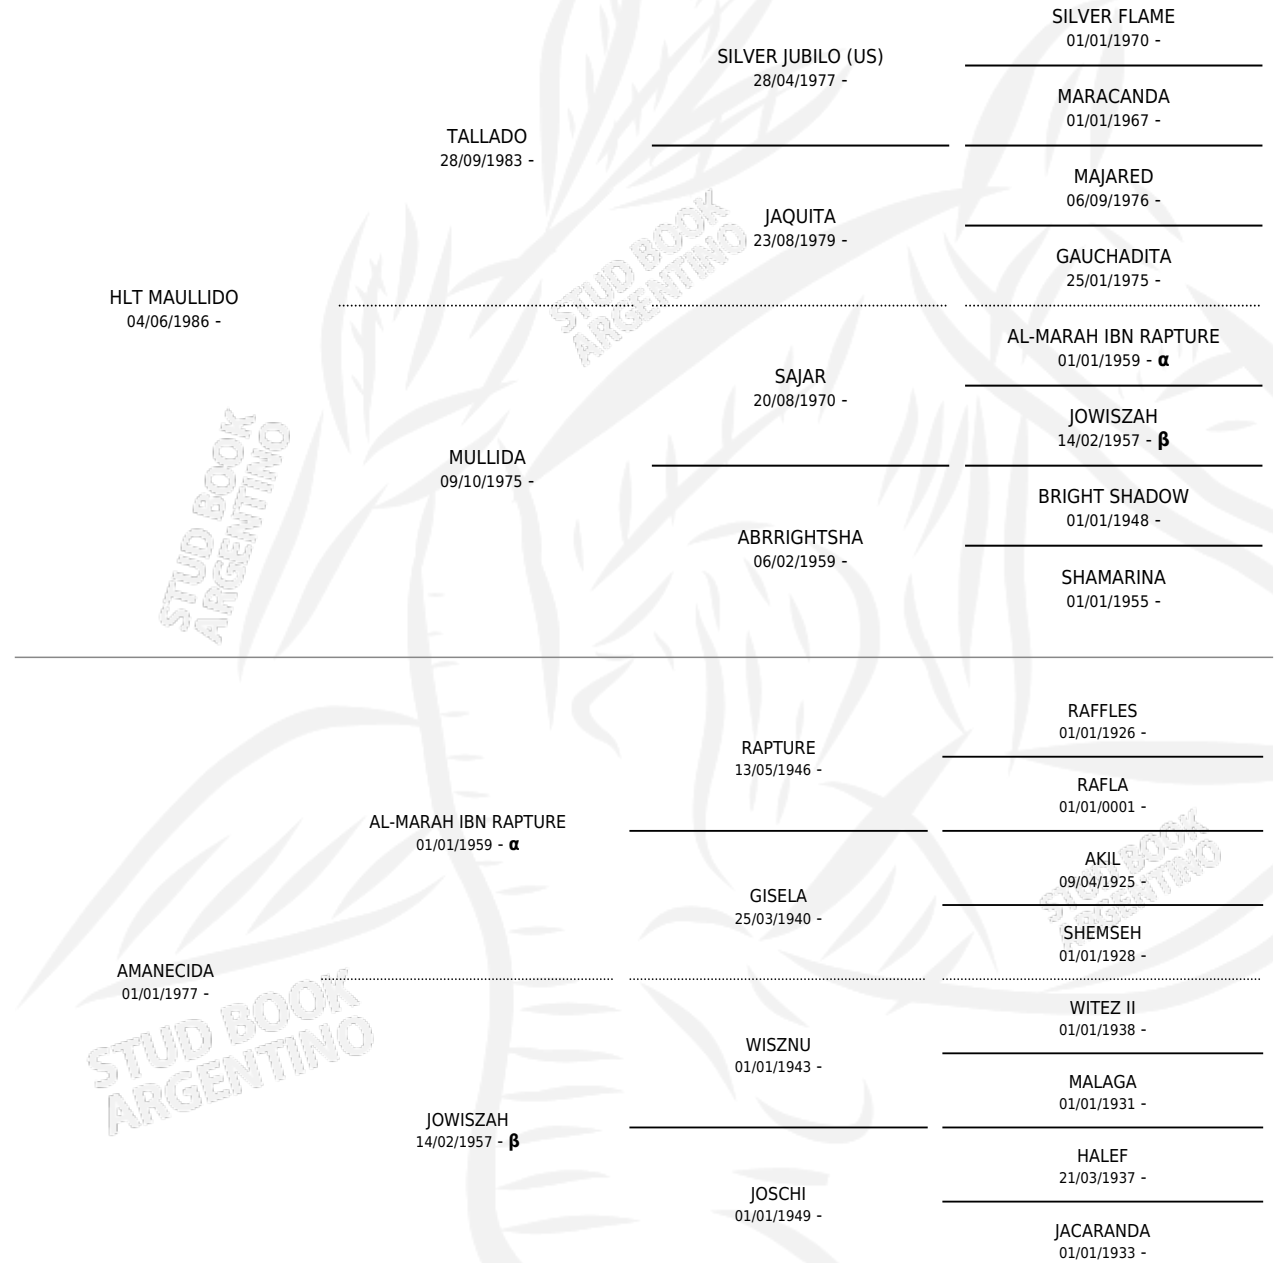 SILVER FLAME
01/01/1970 -
SILVER JUBILO (US)
28/04/1977 -
MARACANDA
01/01/1967 -
TALLADO
28/09/1983 -
MAJARED
06/09/1976 -
JAQUITA
23/08/1979 -
GAUCHADITA
25/01/1975 -
HLT MAULLIDO
04/06/1986 -
AL-MARAH IBN RAPTURE
01/01/1959 - α
SAJAR
20/08/1970 -
JOWISZAH
14/02/1957 - β
MULLIDA
09/10/1975 -
BRIGHT SHADOW
01/01/1948 -
ABRRIGHTSHA
06/02/1959 -
SHAMARINA
01/01/1955 -
STUD BOOK
ARGENTINO
STUD BOOK
ARGENTINO
RAFFLES
01/01/1926 -
RAPTURE
13/05/1946 -
RAFLA
01/01/0001 -
AL-MARAH IBN RAPTURE
01/01/1959 - α
AKIL
09/04/1925 -
GISELA
25/03/1940 -
SHEMSEH
01/01/1928 -
AMANECIDA
01/01/1977 -
WITEZ II
01/01/1938 -
WISZNU
01/01/1943 -
MALAGA
01/01/1931 -
JOWISZAH
14/02/1957 - β
HALEF
21/03/1937 -
JOSCHI
01/01/1949 -
JACARANDA
01/01/1933 -
STUD BOOK
ARGENTINO
STUD BOOK
ARGENTINO